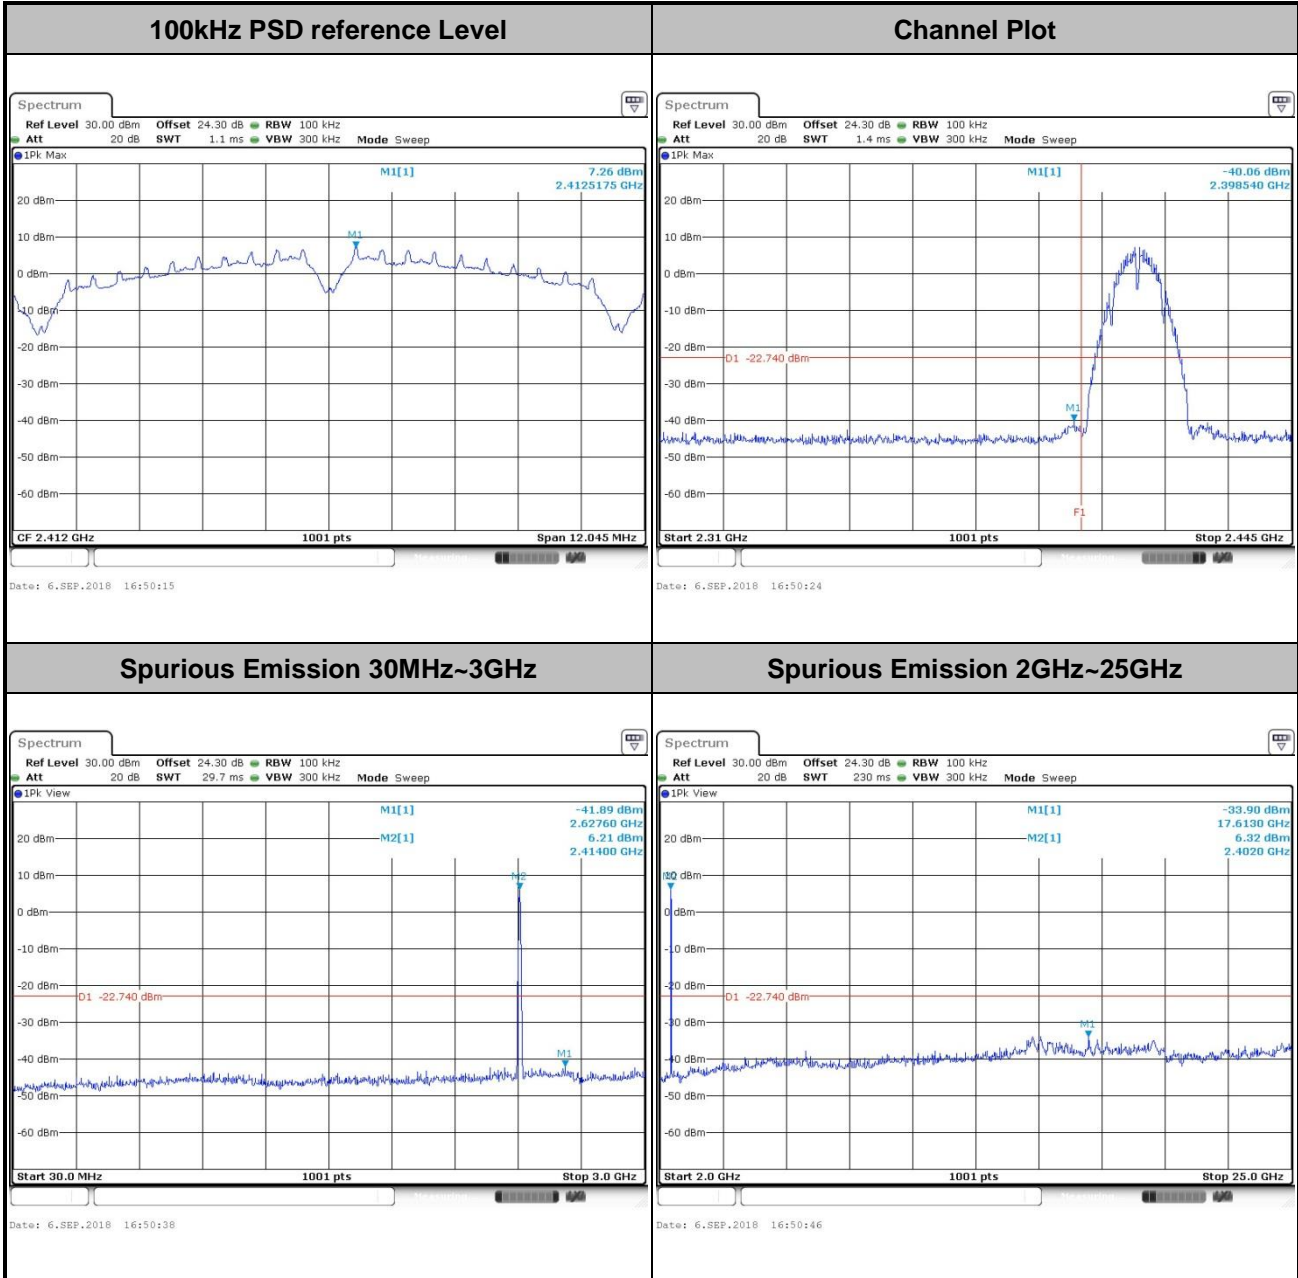 100kHz PSD reference Level
Channel Plot
Spectrum
Ref Level 30.00 dBm Offset 24.30 dB RBW 100 kHz
Att 20 dB SWT 1.1 ms VBW 300 kHz Mode Sweep
1Pk Max
M1[1] 7.26 dBm
2.4125175 GHz
20 dBm
10 dBm
M1
0 dBm
-10 dBm
-20 dBm
-30 dBm
-40 dBm
-50 dBm
-60 dBm
CF 2.412 GHz 1001 pts Span 12.045 MHz
Date: 6.SEP.2018 16:50:15
Spectrum
Ref Level 30.00 dBm Offset 24.30 dB RBW 100 kHz
Att 20 dB SWT 1.4 ms VBW 300 kHz Mode Sweep
1Pk Max
M1[1] -40.06 dBm
2.398540 GHz
20 dBm
10 dBm
0 dBm
-10 dBm
-20 dBm
D1 -22.740 dBm
-30 dBm
M1
-40 dBm
-50 dBm
-60 dBm
F1
Start 2.31 GHz 1001 pts Stop 2.445 GHz
Date: 6.SEP.2018 16:50:24
Spurious Emission 30MHz~3GHz
Spurious Emission 2GHz~25GHz
Spectrum
Ref Level 30.00 dBm Offset 24.30 dB RBW 100 kHz
Att 20 dB SWT 29.7 ms VBW 300 kHz Mode Sweep
1Pk View
M1[1] -41.89 dBm
2.62760 GHz
20 dBm M2[1] 6.21 dBm
2.41400 GHz
10 dBm
M2
0 dBm
-10 dBm
-20 dBm
D1 -22.740 dBm
-30 dBm
M1
-40 dBm
-50 dBm
-60 dBm
Start 30.0 MHz 1001 pts Stop 3.0 GHz
Date: 6.SEP.2018 16:50:38
Spectrum
Ref Level 30.00 dBm Offset 24.30 dB RBW 100 kHz
Att 20 dB SWT 230 ms VBW 300 kHz Mode Sweep
1Pk View
M1[1] -33.90 dBm
17.6130 GHz
20 dBm M2[1] 6.32 dBm
2.4020 GHz
M2
10 dBm
0 dBm
-10 dBm
-20 dBm
D1 -22.740 dBm
-30 dBm
M1
-40 dBm
-50 dBm
-60 dBm
Start 2.0 GHz 1001 pts Stop 25.0 GHz
Date: 6.SEP.2018 16:50:46